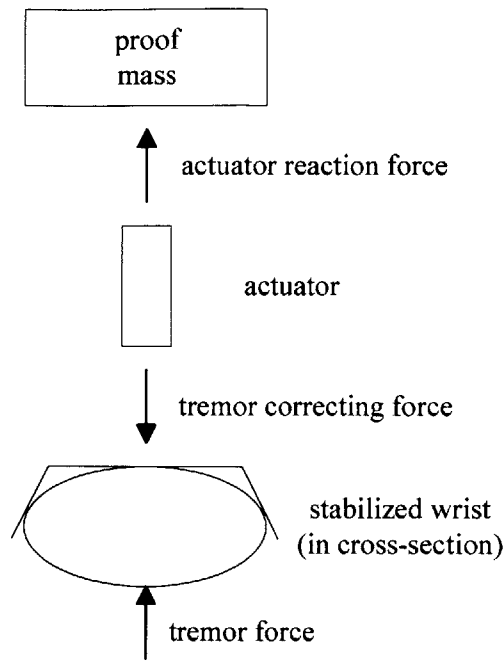 proof
mass
actuator reaction force
actuator
tremor correcting force
stabilized wrist
(in cross-section)
tremor force